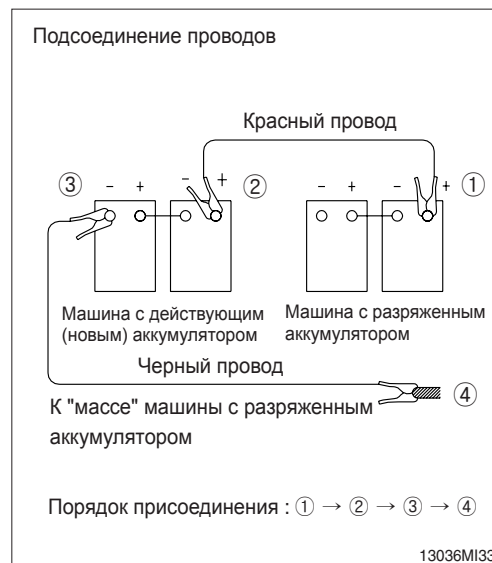 Подсоединение проводов
Красный провод
③ - + - + ② - + - + ①
Машина с действующим
(новым) аккумулятором
Машина с разряженным
аккумулятором
Черный провод
④
К "массе" машины с разряженным
аккумулятором
Порядок присоединения : ① → ② → ③ → ④
13036MI33